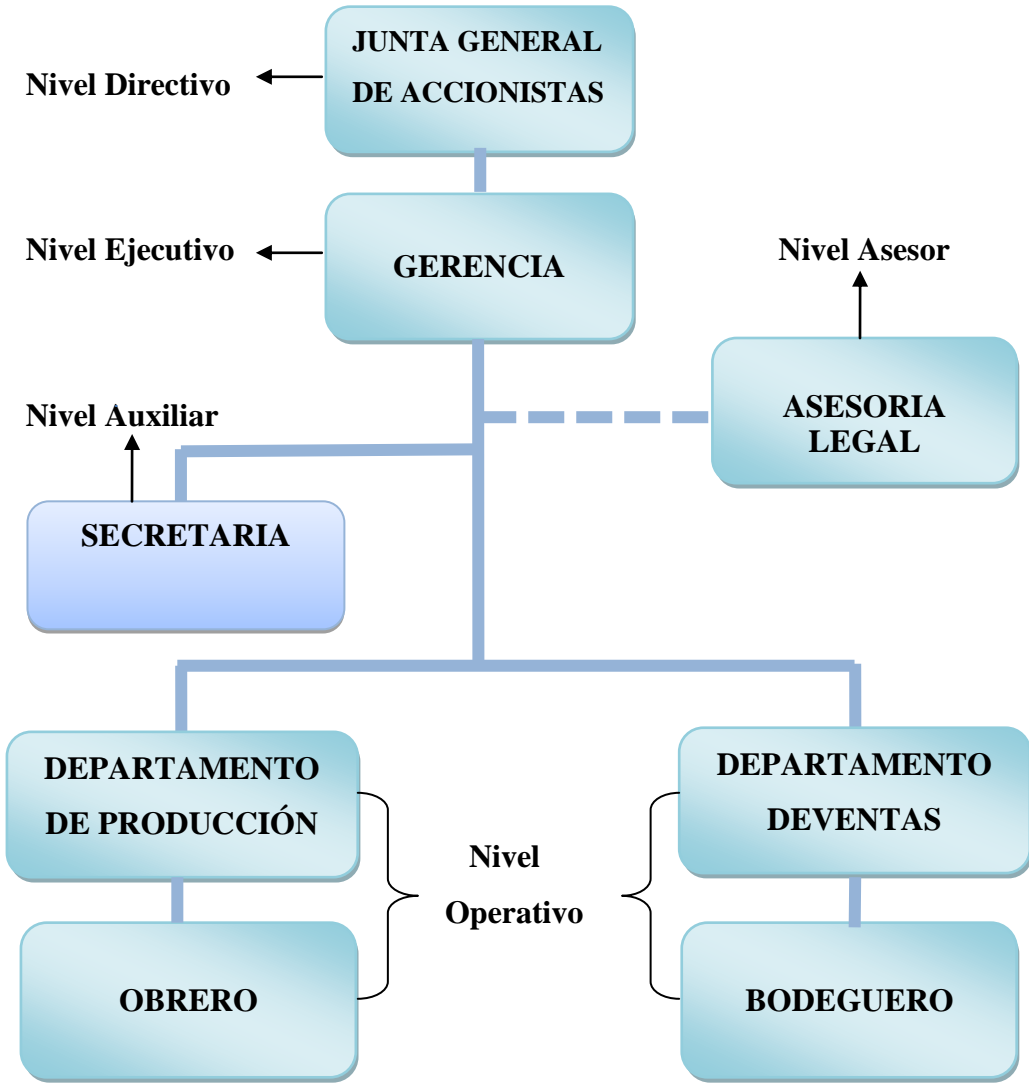 JUNTA GENERAL
DE ACCIONISTAS
Nivel Directivo
Nivel Ejecutivo
GERENCIA
Nivel Asesor
ASESORIA
LEGAL
Nivel Auxiliar
SECRETARIA
DEPARTAMENTO
DE PRODUCCIÓN
DEPARTAMENTO
DEVENTAS
Nivel
Operativo
OBRERO
BODEGUERO